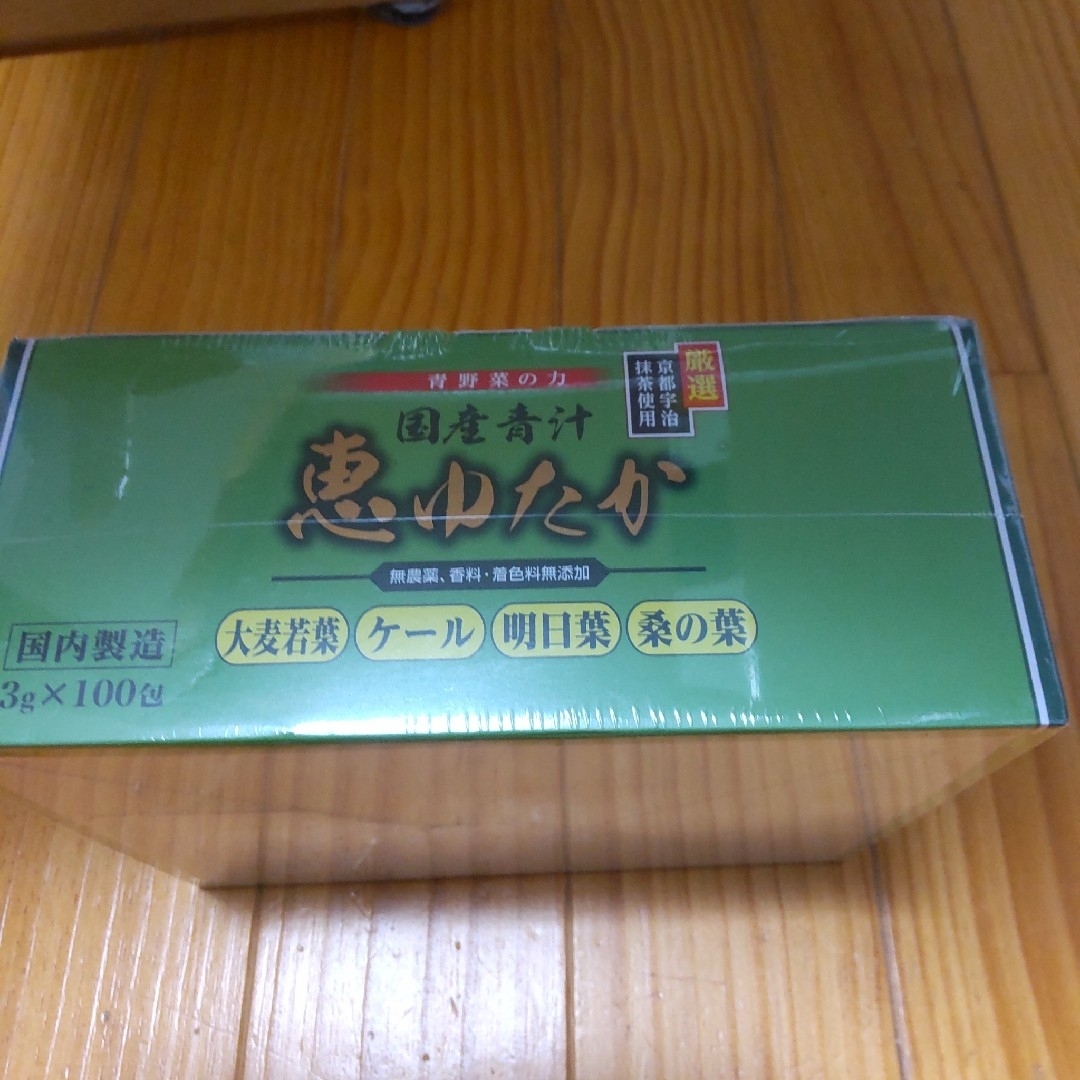 青野菜の力
厳選
京都宇治
抹茶使用
国産青汁
恵ゆたか
無農薬、香料・着色料無添加
大麦若葉 ケール 明日葉 桑の葉
国内製造
3g×100包